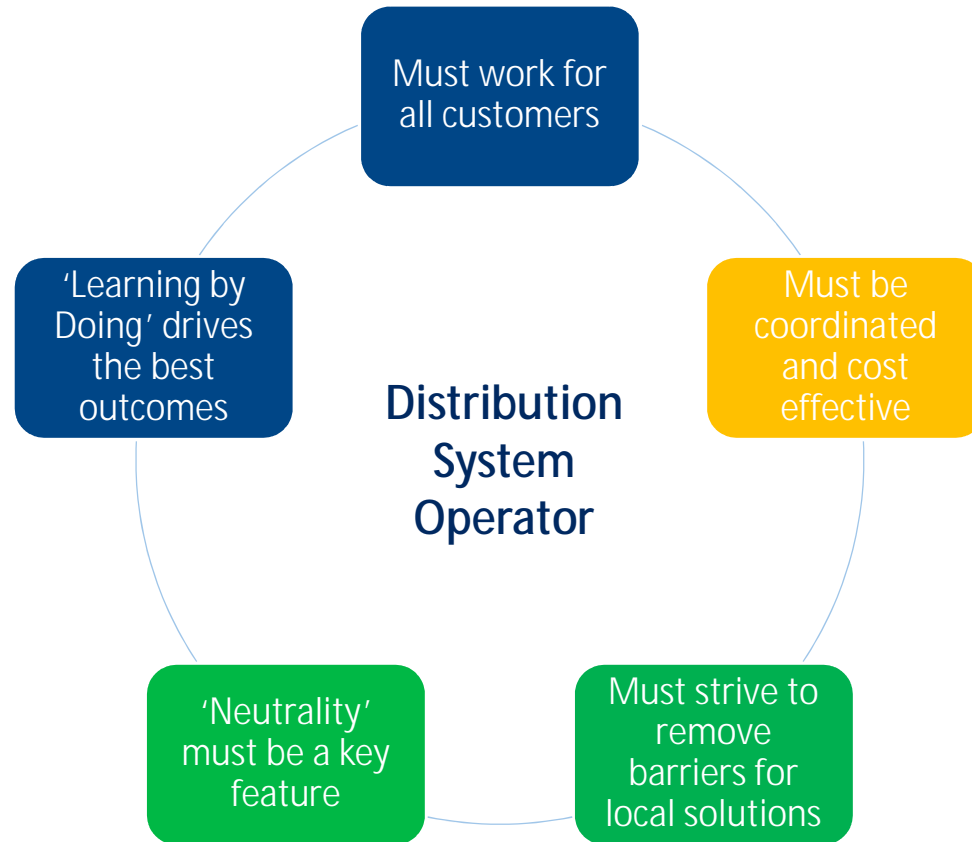 Must work for
all customers
Must be
coordinated
and cost
effective
Must strive to
remove
barriers for
local solutions
‘Neutrality’
must be a key
feature
‘Learning by
Doing’ drives
the best
outcomes
Distribution
System
Operator